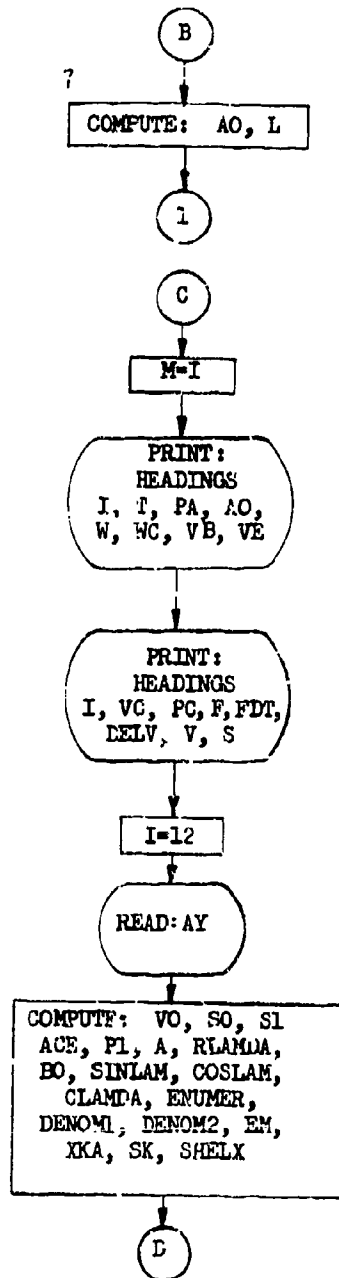 B
7
COMPUTE: AO, L
1
C
M=I
PRINT:
HEADINGS
I, T, PA, AO,
W, WC, VB, VE
PRINT:
HEADINGS
I, VC, PC, F, FDT,
DELV, V, S
I=12
READ: AY
COMPUTE: VO, SO, S1
ACE, P1, A, RLAMDA,
BO, SINLAM, COSLAM,
CLAMDA, ENUMER,
DENOM1, DENOM2, EM,
XKA, SK, SHELX
D